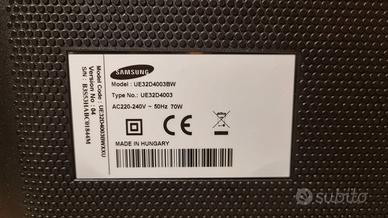 SAMSUNG
Model: UE32D4003BW
Type No.: UE32D4003
AC220-240V ~ 50Hz 70W
CE
MADE IN HUNGARY
Model Code : UE32D4003BWXXU
Version No : 04
S/N :
subito